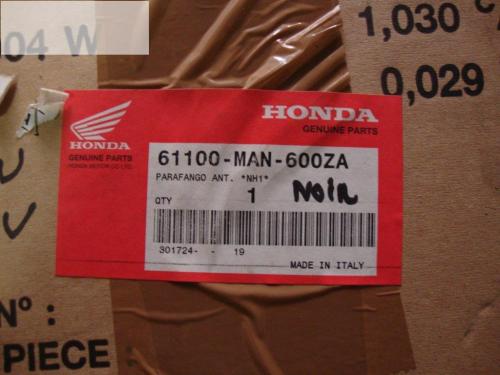 04 W
1,030
0,029
HONDA
GENUINE PARTS
HONDA MOTOR CO., LTD.
HONDA
GENUINE PARTS
61100-MAN-600ZA
PARAFANGO ANT. *NH1*
QTY 1 NOIR
301724- - 19
MADE IN ITALY
N° :
PIECE :